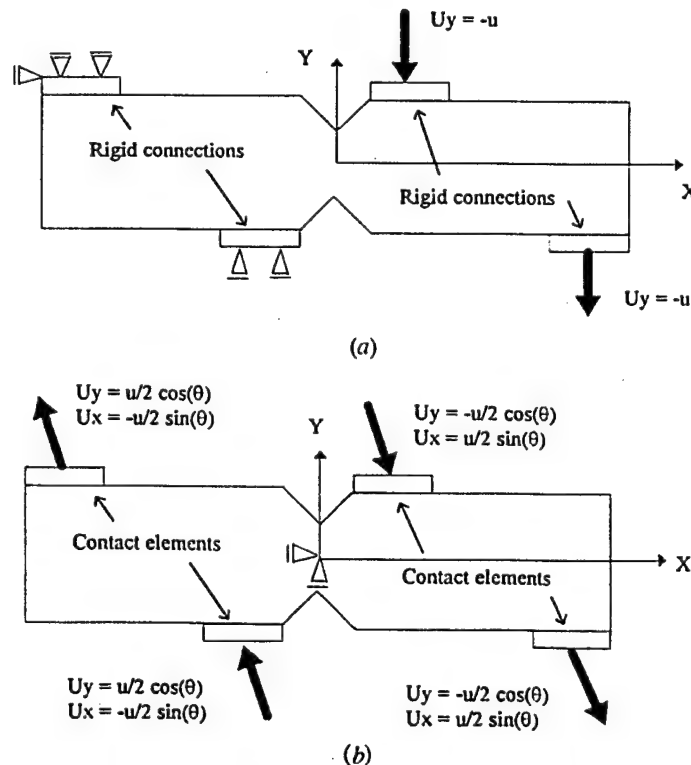 Uy = -u
Y
Rigid connections
Rigid connections
X
Uy = -u
(a)
Uy = u/2 cos(θ)
Ux = -u/2 sin(θ)
Uy = -u/2 cos(θ)
Ux = u/2 sin(θ)
Y
Contact elements
Contact elements
X
Uy = u/2 cos(θ)
Ux = -u/2 sin(θ)
Uy = -u/2 cos(θ)
Ux = u/2 sin(θ)
(b)